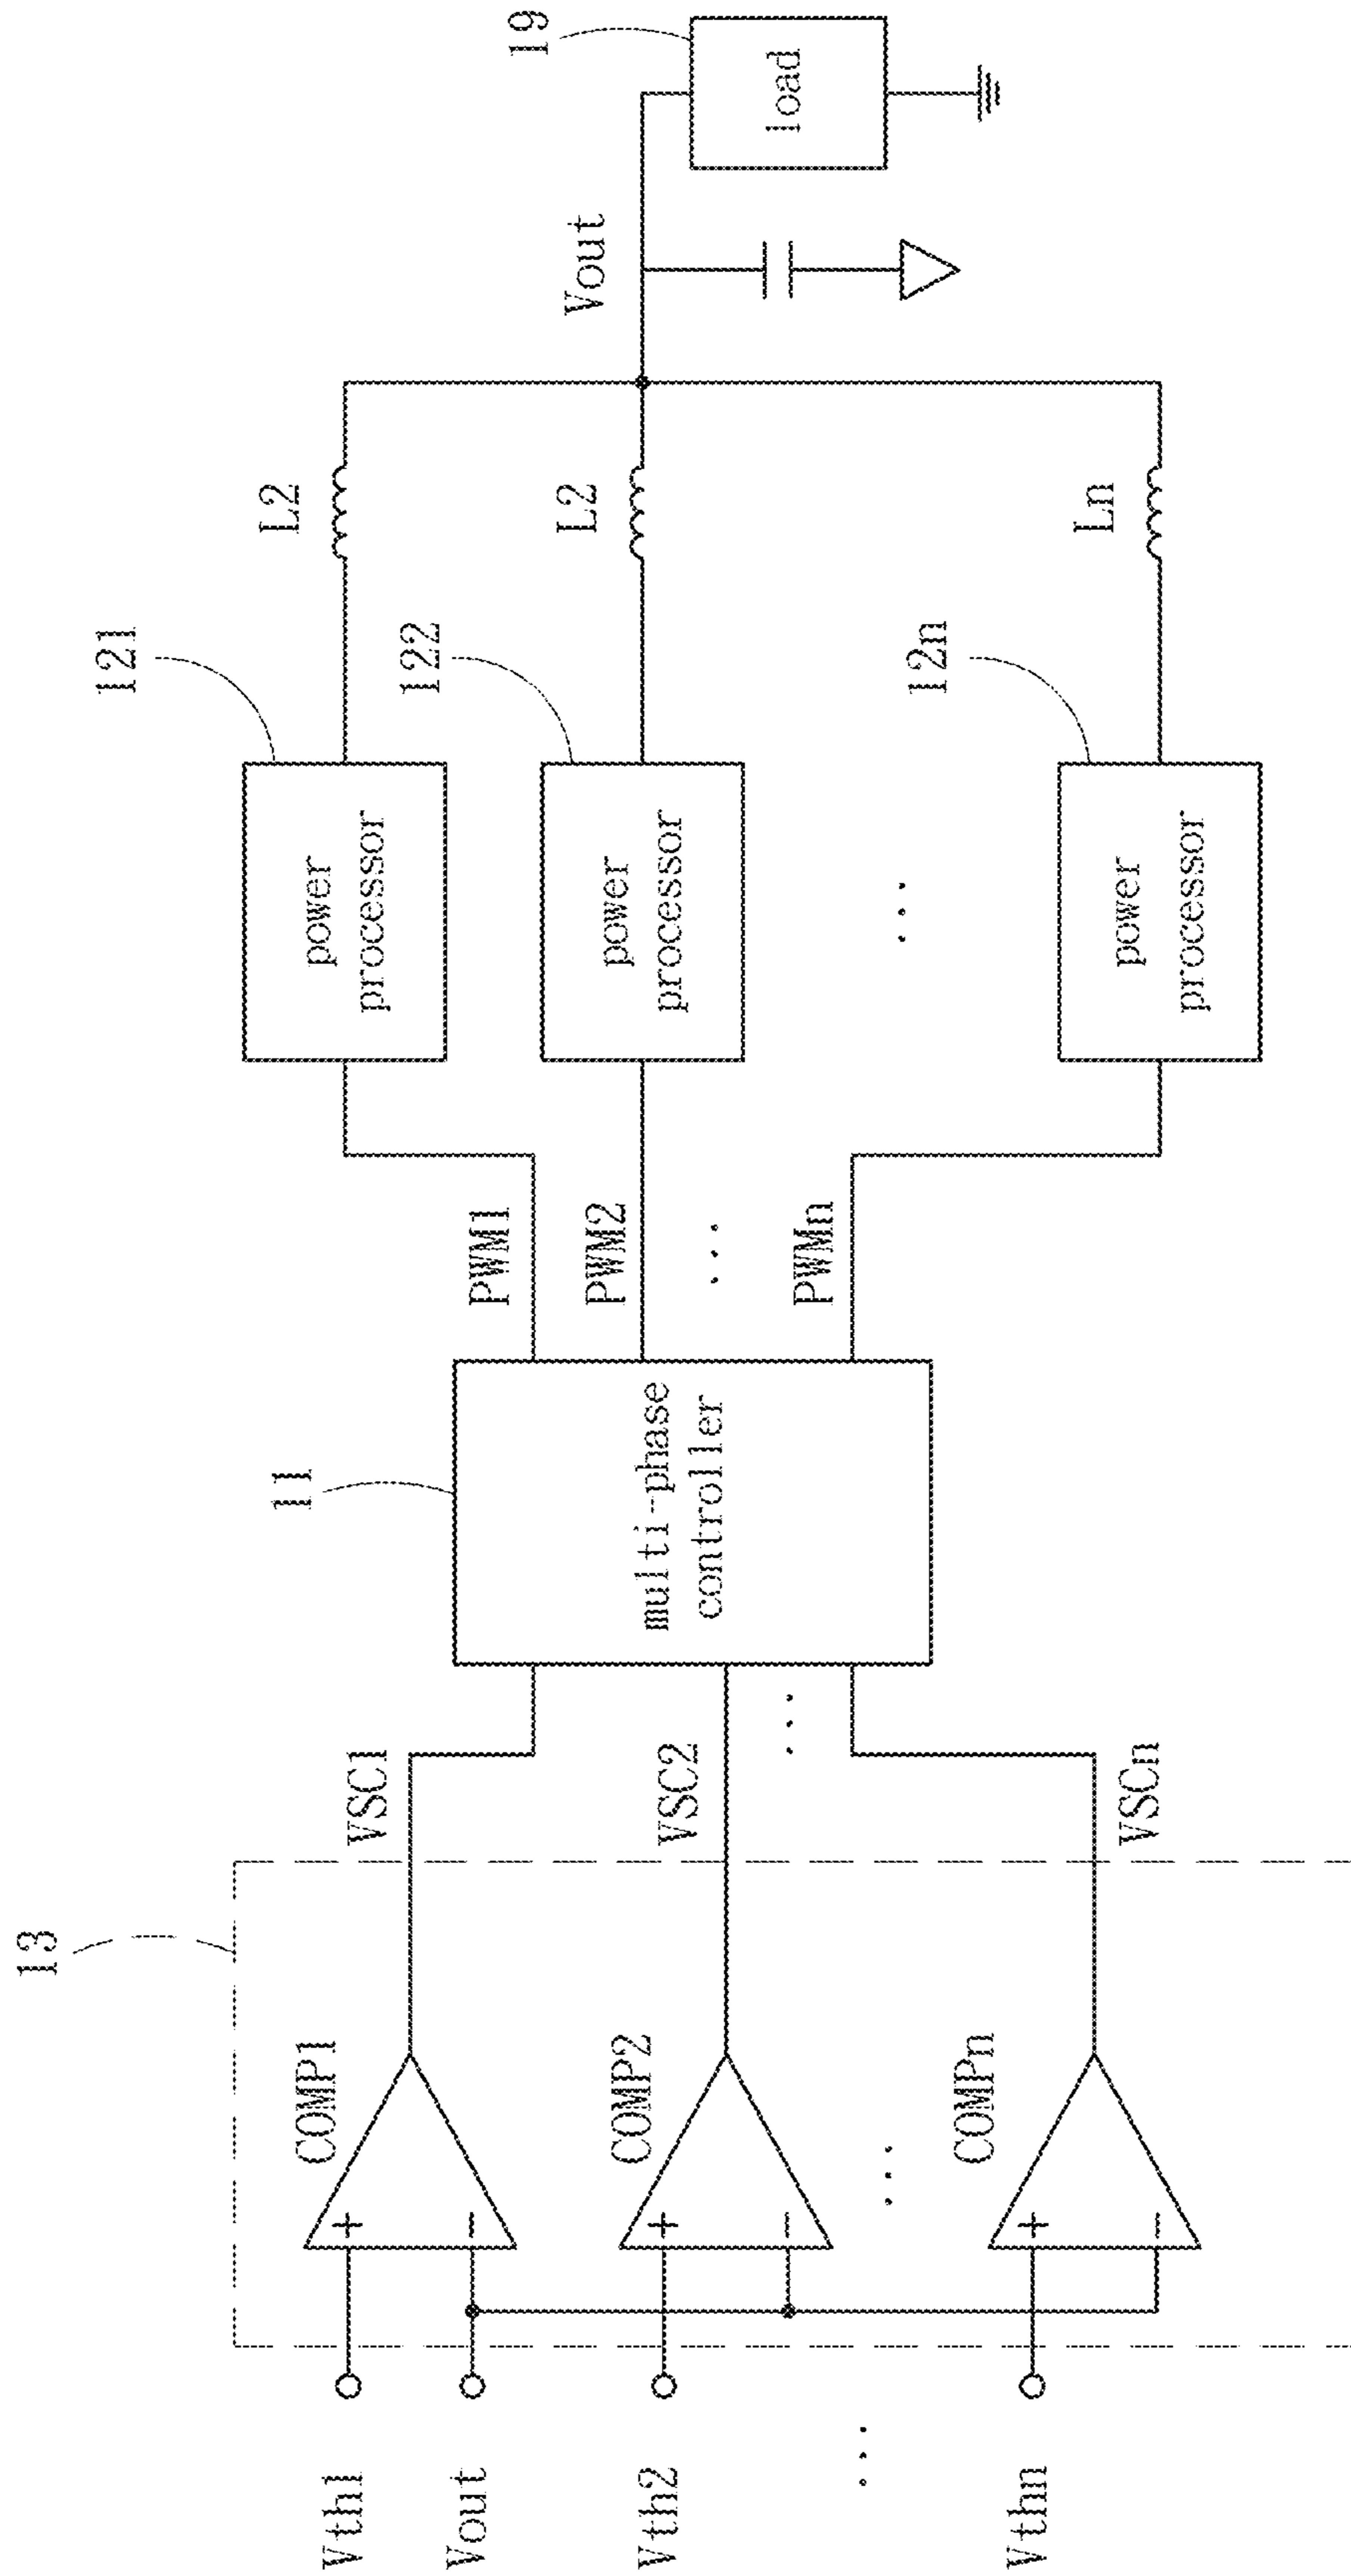 13
Vth1
Vout
Vth2
...
Vthn
COMP1
+
−
COMP2
+
−
...
COMPn
+
−
VSC1
VSC2
...
VSCn
11
multi-phase
controller
PWM1
PWM2
...
PWMn
121
power
processor
122
power
processor
...
12n
power
processor
L2
L2
Ln
Vout
19
load